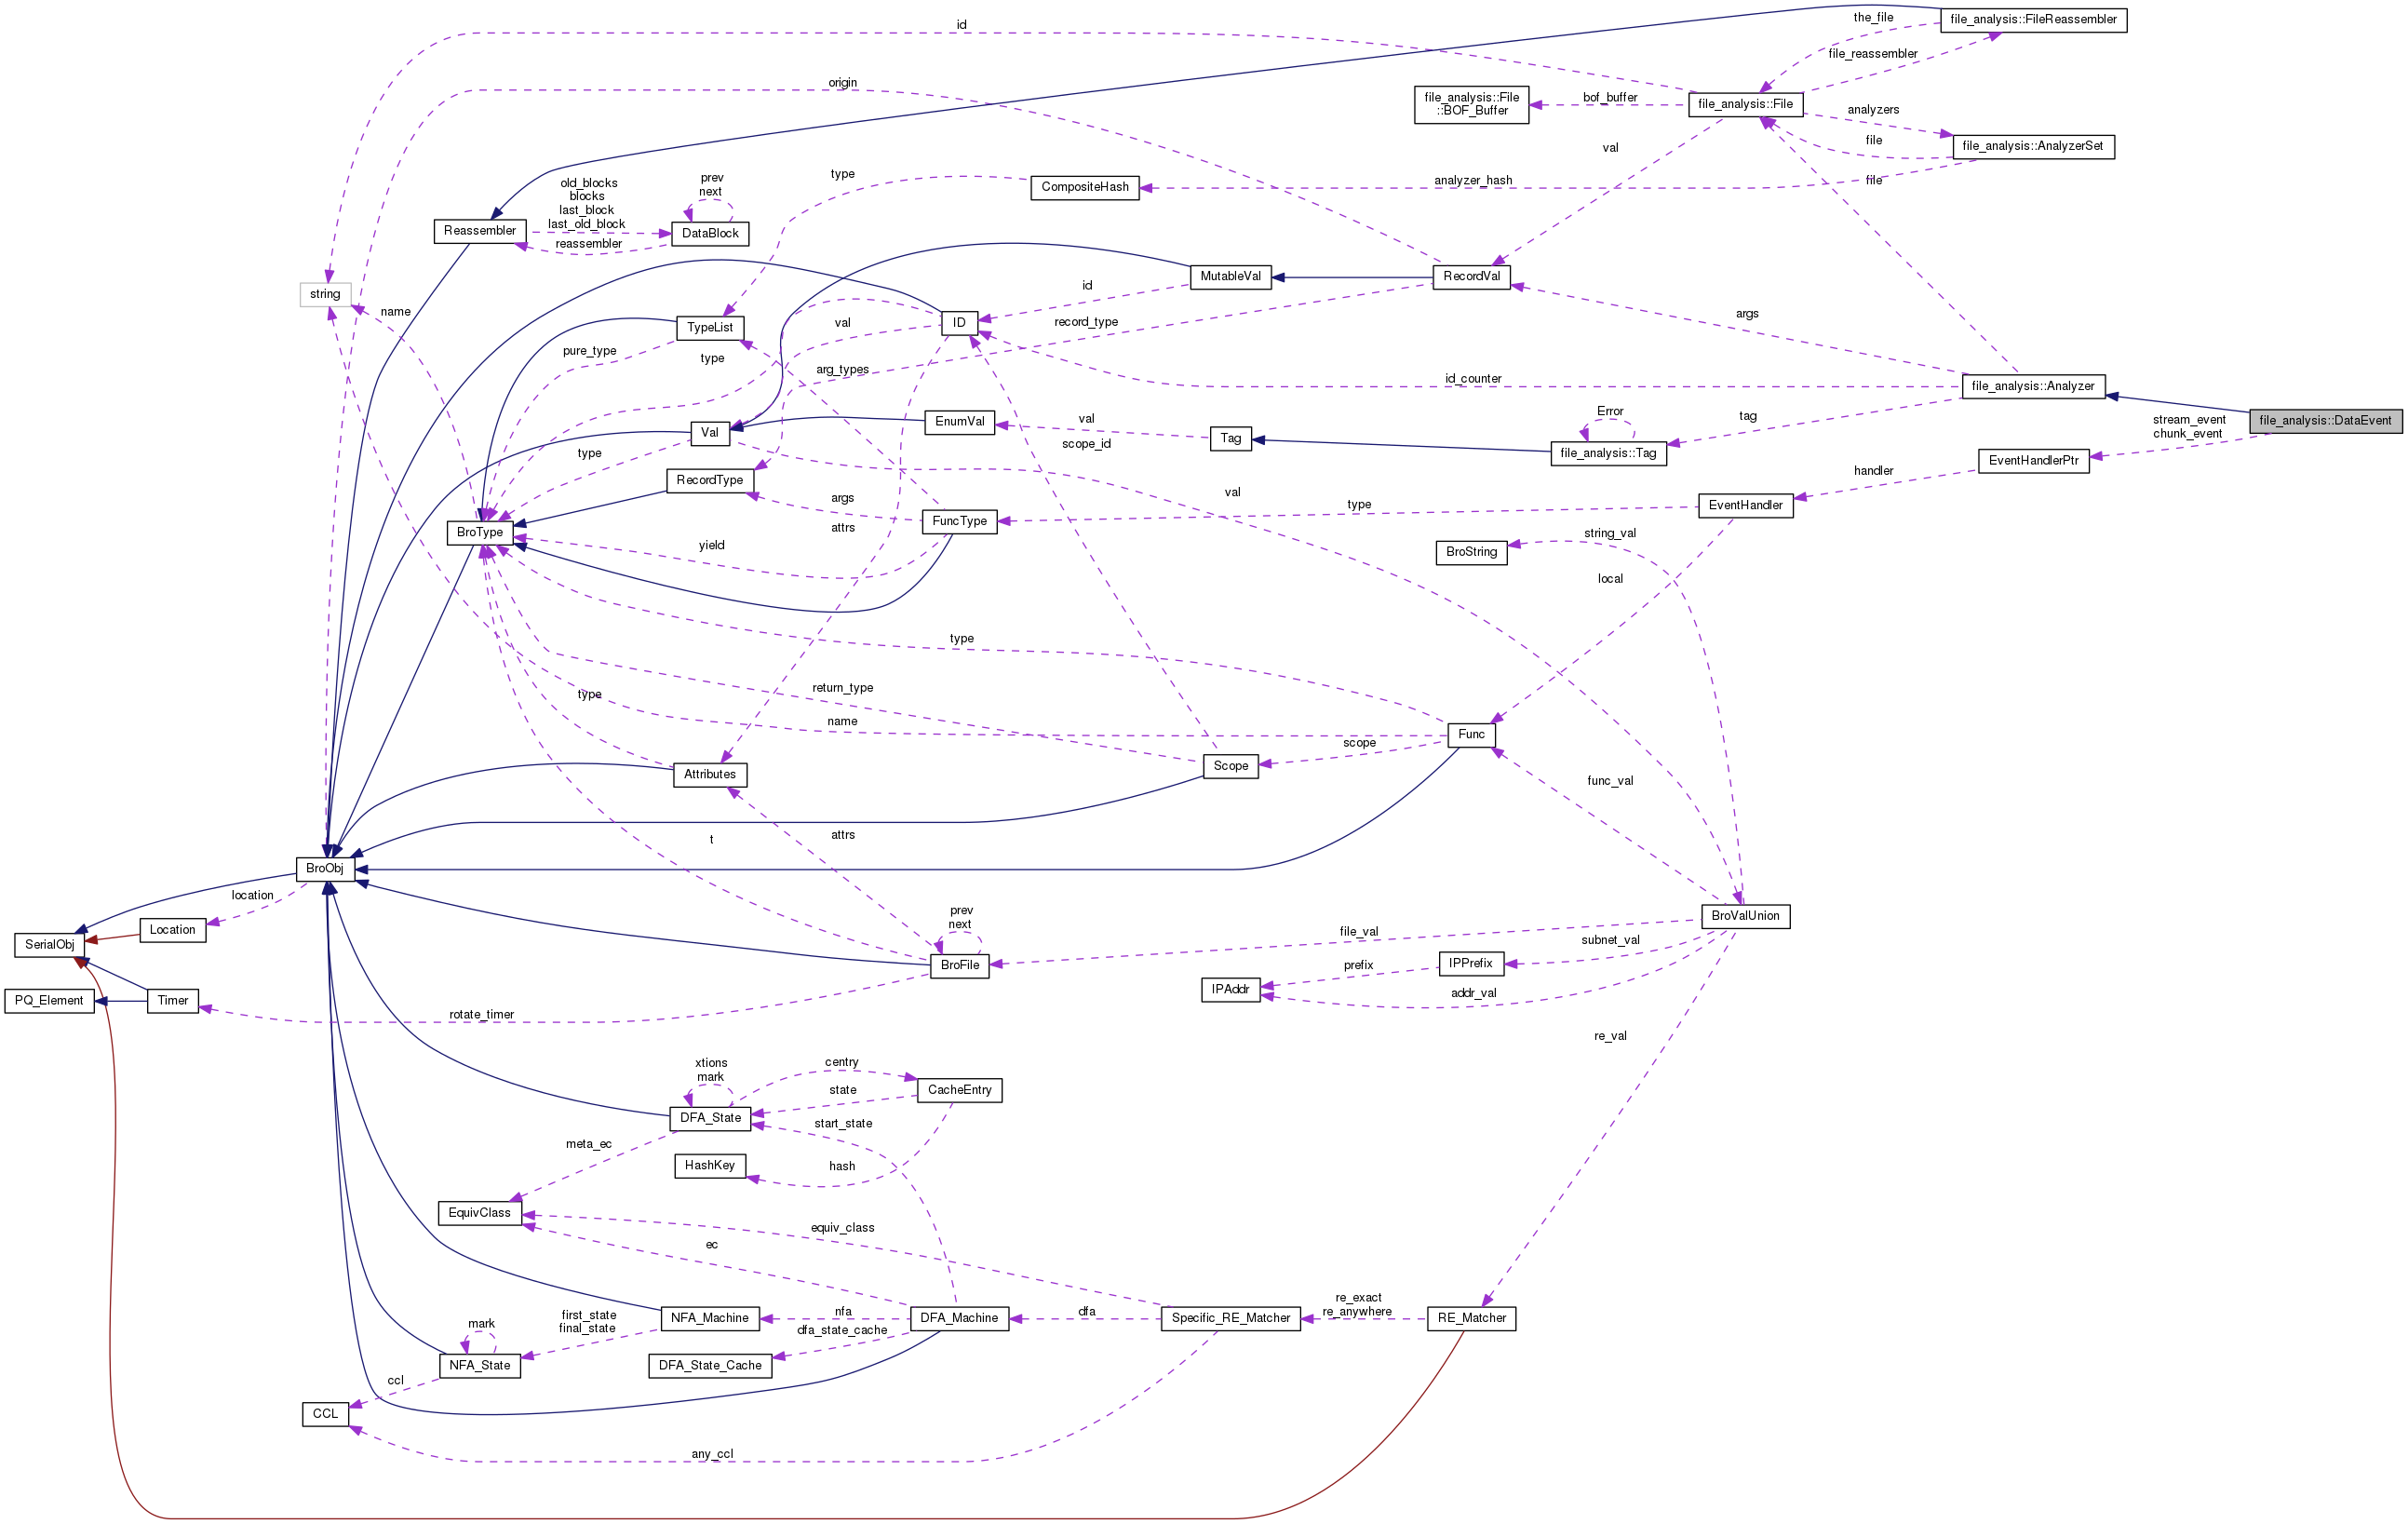 id
the_file
file_analysis::FileReassembler
file_reassembler
origin
bof_buffer
file_analysis::File
::BOF_Buffer
file_analysis::File
analyzers
file
file_analysis::AnalyzerSet
val
file
type
CompositeHash
analyzer_hash
old_blocks
blocks
last_block
last_old_block
prev
next
Reassembler
DataBlock
reassembler
string
MutableVal
RecordVal
id
name
TypeList
val
ID
record_type
args
pure_type
type
arg_types
id_counter
file_analysis::Analyzer
Val
EnumVal
val
Error
tag
stream_event
chunk_event
file_analysis::DataEvent
Tag
scope_id
type
file_analysis::Tag
EventHandlerPtr
handler
RecordType
val
args
type
EventHandler
BroType
FuncType
attrs
string_val
yield
BroString
local
type
return_type
type
name
Func
scope
Scope
Attributes
func_val
t
attrs
BroObj
location
prev
next
Location
BroValUnion
SerialObj
file_val
subnet_val
BroFile
prefix
IPPrefix
PQ_Element
Timer
IPAddr
addr_val
rotate_timer
re_val
xtions
mark
centry
CacheEntry
state
DFA_State
start_state
meta_ec
HashKey
hash
EquivClass
equiv_class
ec
first_state
final_state
NFA_Machine
nfa
DFA_Machine
dfa
Specific_RE_Matcher
re_exact
re_anywhere
RE_Matcher
mark
dfa_state_cache
NFA_State
DFA_State_Cache
ccl
CCL
any_ccl